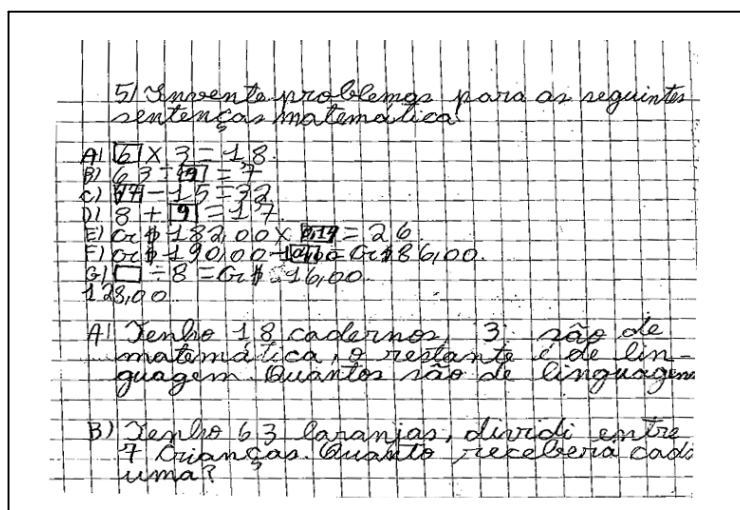 5) Invente problemas para as seguintes
sentenças matemática
A) 6 X 3 = 18
B) 63 ÷ 9 = 7
C) 47 - 15 = 32
D) 8 + 9 = 17
E) Cr$ 182,00 X = 26
F) Cr$ 190,00 - = Cr$ 86,00.
G) ÷ 8 = Cr$ 16,00.
128,00
A) Tenho 18 cadernos, 3 são de
matemática, o restante é de lin-
guagem. Quantos são de linguagem
B) Tenho 63 laranjas, dividi entre
7 crianças. Quanto receberá cada
uma?